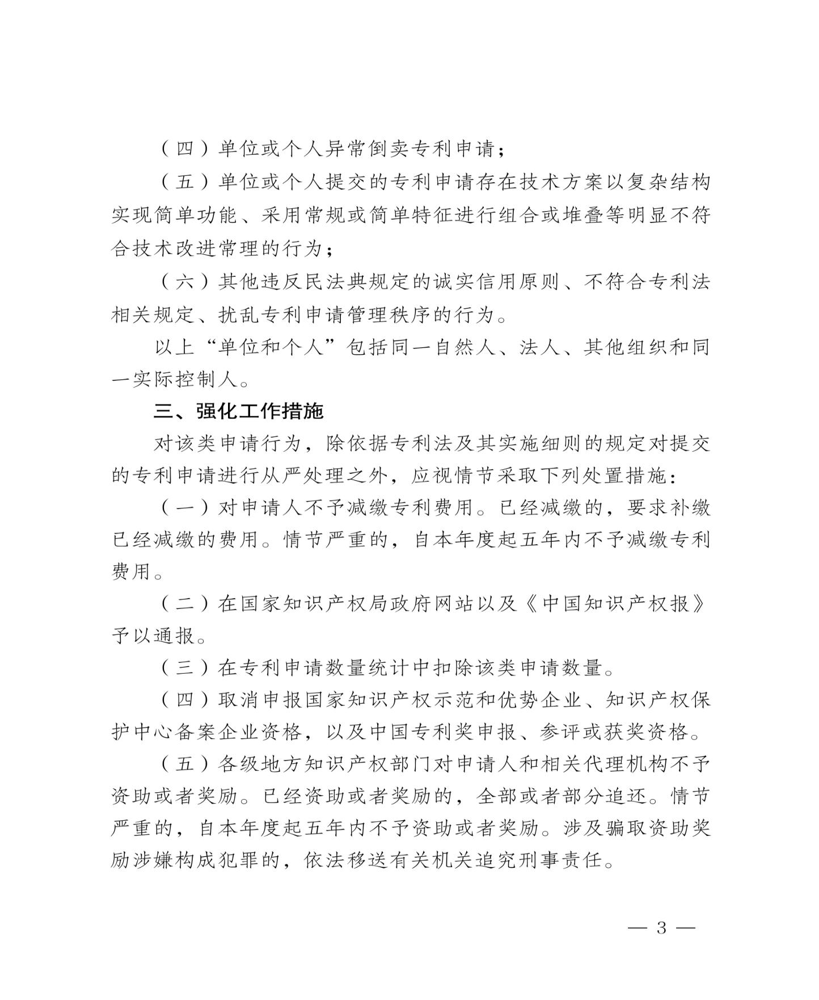 （四）单位或个人异常倒卖专利申请；
（五）单位或个人提交的专利申请存在技术方案以复杂结构
实现简单功能、采用常规或简单特征进行组合或堆叠等明显不符
合技术改进常理的行为；
（六）其他违反民法典规定的诚实信用原则、不符合专利法
相关规定、扰乱专利申请管理秩序的行为。
以上“单位和个人”包括同一自然人、法人、其他组织和同
一实际控制人。
三、强化工作措施
对该类申请行为，除依据专利法及其实施细则的规定对提交
的专利申请进行从严处理之外，应视情节采取下列处置措施：
（一）对申请人不予减缴专利费用。已经减缴的，要求补缴
已经减缴的费用。情节严重的，自本年度起五年内不予减缴专利
费用。
（二）在国家知识产权局政府网站以及《中国知识产权报》
予以通报。
（三）在专利申请数量统计中扣除该类申请数量。
（四）取消申报国家知识产权示范和优势企业、知识产权保
护中心备案企业资格，以及中国专利奖申报、参评或获奖资格。
（五）各级地方知识产权部门对申请人和相关代理机构不予
资助或者奖励。已经资助或者奖励的，全部或者部分追还。情节
严重的，自本年度起五年内不予资助或者奖励。涉及骗取资助奖
励涉嫌构成犯罪的，依法移送有关机关追究刑事责任。
— 3 —